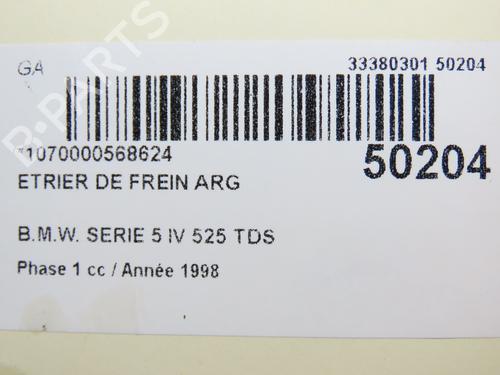 GA 33380301 50204
*1070000568624
50204
ETRIER DE FREIN ARG
B.M.W. SERIE 5 IV 525 TDS
Phase 1 cc / Année 1998
B-PARTS